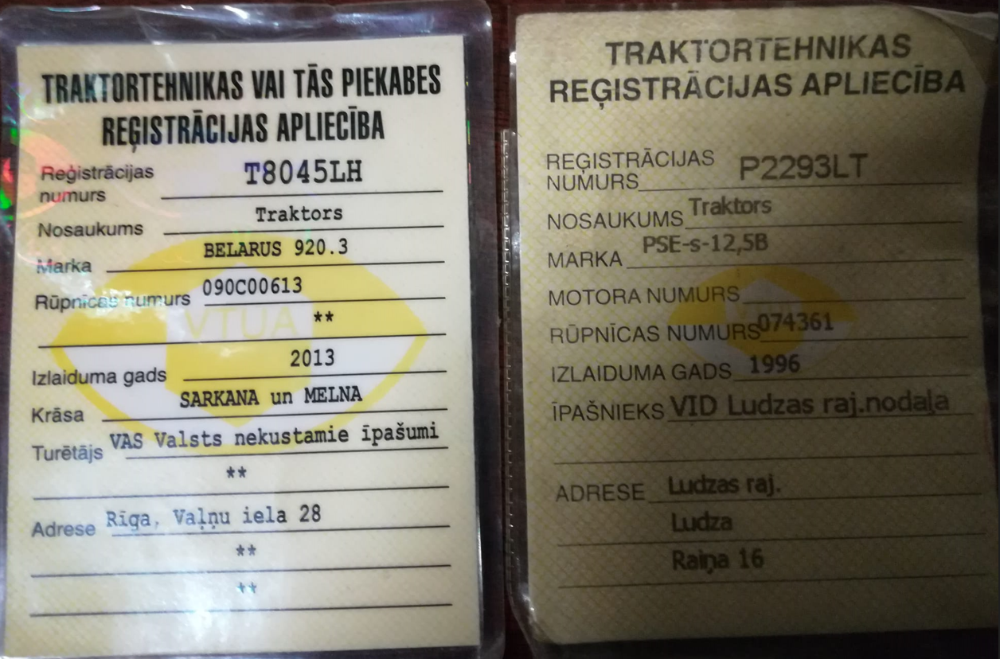 TRAKTORTEHNIKAS VAI TĀS PIEKABES
REĢISTRĀCIJAS APLIECĪBA
Reģistrācijas
numurs T8045LH
Nosaukums Traktors
Marka BELARUS 920.3
Rūpnīcas numurs 090C00613
**
VTUA
Izlaiduma gads 2013
Krāsa SARKANA un MELNA
Turētājs VAS Valsts nekustamie īpašumi
**
Adrese Rīga, Vaļņu iela 28
**
**
TRAKTORTEHNIKAS
REĢISTRĀCIJAS APLIECĪBA
REĢISTRĀCIJAS
NUMURS P2293LT
NOSAUKUMS Traktors
MARKA PSE-s-12,5B
MOTORA NUMURS
RŪPNĪCAS NUMURS 074361
IZLAIDUMA GADS 1996
ĪPAŠNIEKS VID Ludzas raj.nodaļa
ADRESE Ludzas raj.
Ludza
Raiņa 16